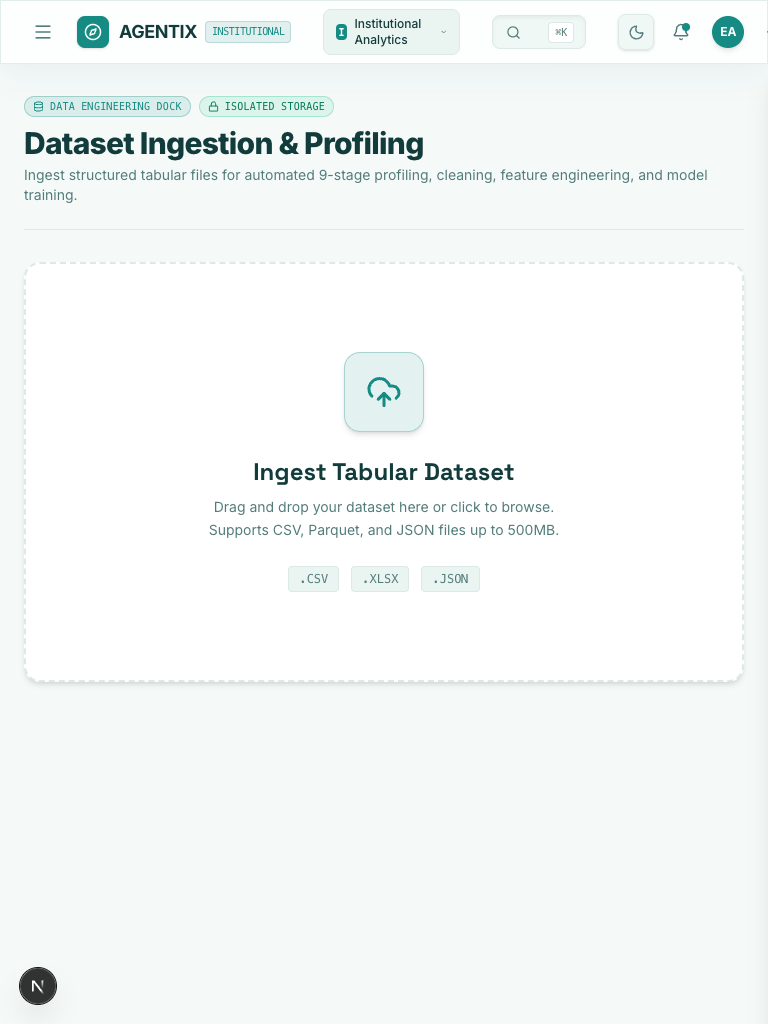 AGENTIX INSTITUTIONAL
I Institutional Analytics
⌘K
EA
DATA ENGINEERING DOCK
ISOLATED STORAGE
Dataset Ingestion & Profiling
Ingest structured tabular files for automated 9-stage profiling, cleaning, feature engineering, and model
training.
Ingest Tabular Dataset
Drag and drop your dataset here or click to browse.
Supports CSV, Parquet, and JSON files up to 500MB.
.CSV .XLSX .JSON
N